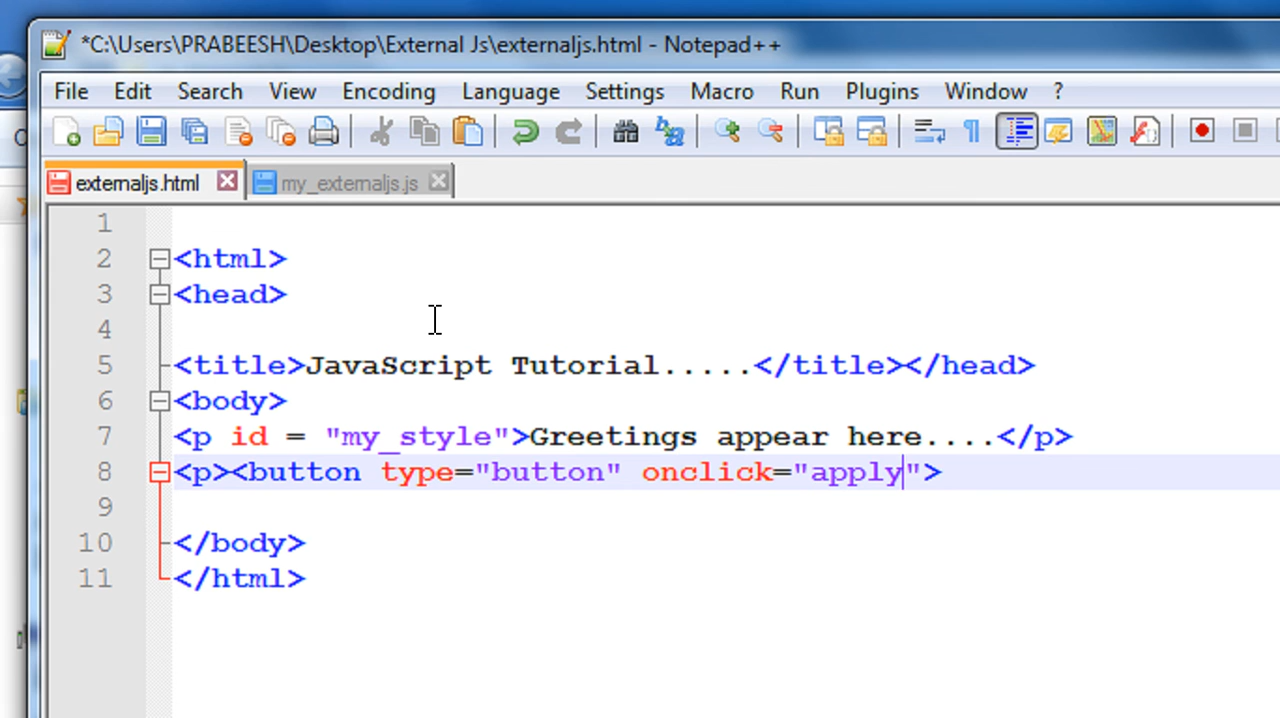 *C:\Users\PRABEESH\Desktop\External Js\externaljs.html - Notepad++
File Edit Search View Encoding Language Settings Macro Run Plugins Window ?
externaljs.html my_externaljs.js
1
2 <html>
3 <head>
4
5 <title>JavaScript Tutorial.....</title></head>
6 <body>
7 <p id = "my_style">Greetings appear here....</p>
8 <p><button type="button" onclick="apply">
9
10 </body>
11 </html>